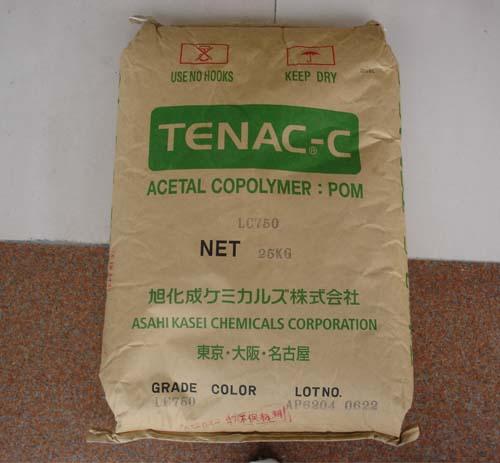 USE NO HOOKS KEEP DRY
TENAC-C®
ACETAL COPOLYMER : POM
LC750
NET 25KG
旭化成ケミカルズ株式会社
ASAHI KASEI CHEMICALS CORPORATION
東京・大阪・名古屋
GRADE COLOR LOT NO.
LC750 AP6204 0622